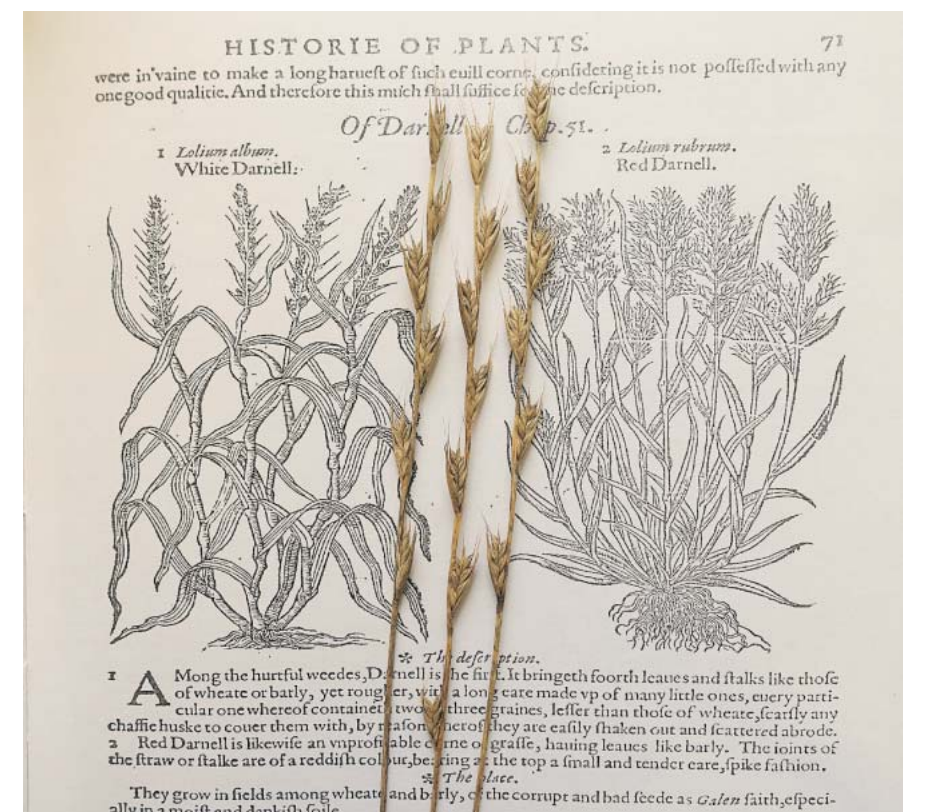 HISTORIE OF PLANTS. 71
were in vaine to make a long harueſt of ſuch euill corne, conſidering it is not poſſeſſed with any
one good qualitie. And therefore this much ſhall ſuffice for the deſcription.
Of Darnell Chap.51.
1 Lolium album.
White Darnell.
2 Lolium rubrum.
Red Darnell.
❧ The deſcription.
1 AMong the hurtful weedes, Darnell is the firſt. It bringeth foorth leaues and ſtalks like thoſe
of wheate or barly, yet rougher, with a long eare made vp of many little ones, euery parti-
cular one whereof containeth two or three graines, leſſer than thoſe of wheate, ſcarſly any
chaffie huske to couer them with, by reaſon wherof they are eaſily ſhaken out and ſcattered abrode.
2 Red Darnell is likewiſe an vnprofitable corne or graſſe, hauing leaues like barly. The ioints of
the ſtraw or ſtalke are of a reddiſh colour, bearing at the top a ſmall and tender eare, ſpike faſhion.
❧ The place.
They grow in fields among wheate and barly, of the corrupt and bad ſeede as Galen ſaith, eſpeci-
ally in a moiſt and dankiſh ſoile.